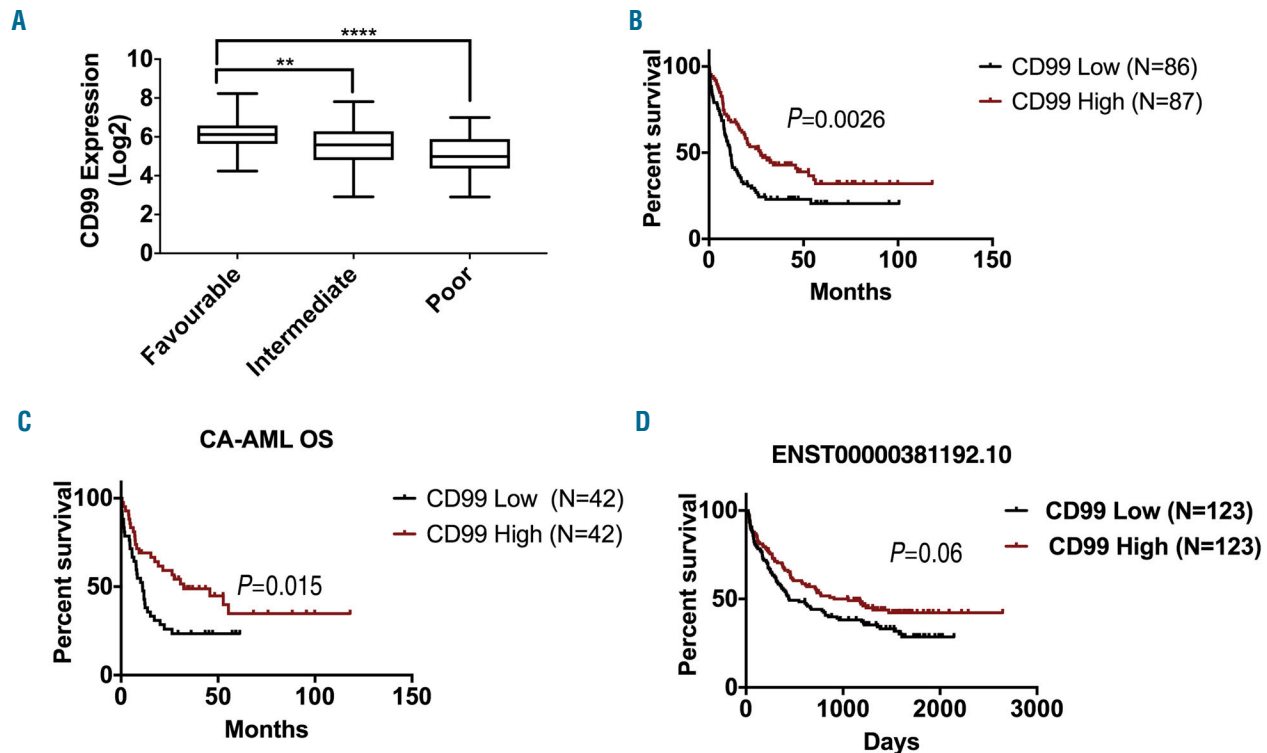 A
CD99 Expression
(Log2)
10
8
6
4
2
0
**
****
Favourable
Intermediate
Poor
B
Percent survival
100
50
0
0
50
100
150
Months
P=0.0026
CD99 Low (N=86)
CD99 High (N=87)
C
CA-AML OS
Percent survival
100
50
0
0
50
100
150
Months
P=0.015
CD99 Low (N=42)
CD99 High (N=42)
D
ENST00000381192.10
Percent survival
100
50
0
0
1000
2000
3000
Days
P=0.06
CD99 Low (N=123)
CD99 High (N=123)